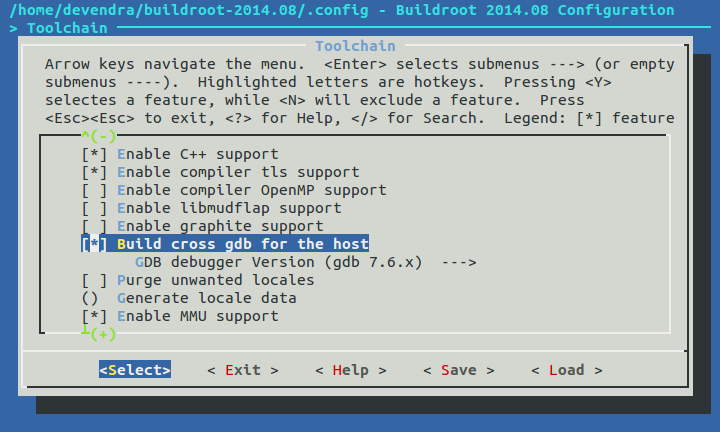 /home/devendra/buildroot-2014.08/.config - Buildroot 2014.08 Configuration
> Toolchain
Toolchain
Arrow keys navigate the menu.  <Enter> selects submenus ---> (or empty
submenus ----).  Highlighted letters are hotkeys.  Pressing <Y>
selectes a feature, while <N> will exclude a feature.  Press
<Esc><Esc> to exit, <?> for Help, </> for Search.  Legend: [*] feature
^(-)
[*] Enable C++ support
[*] Enable compiler tls support
[ ] Enable compiler OpenMP support
[ ] Enable libmudflap support
[ ] Enable graphite support
[*] Build cross gdb for the host
GDB debugger Version (gdb 7.6.x)  --->
[ ] Purge unwanted locales
() Generate locale data
[*] Enable MMU support
┴(+)
<Select>    < Exit >    < Help >    < Save >    < Load >